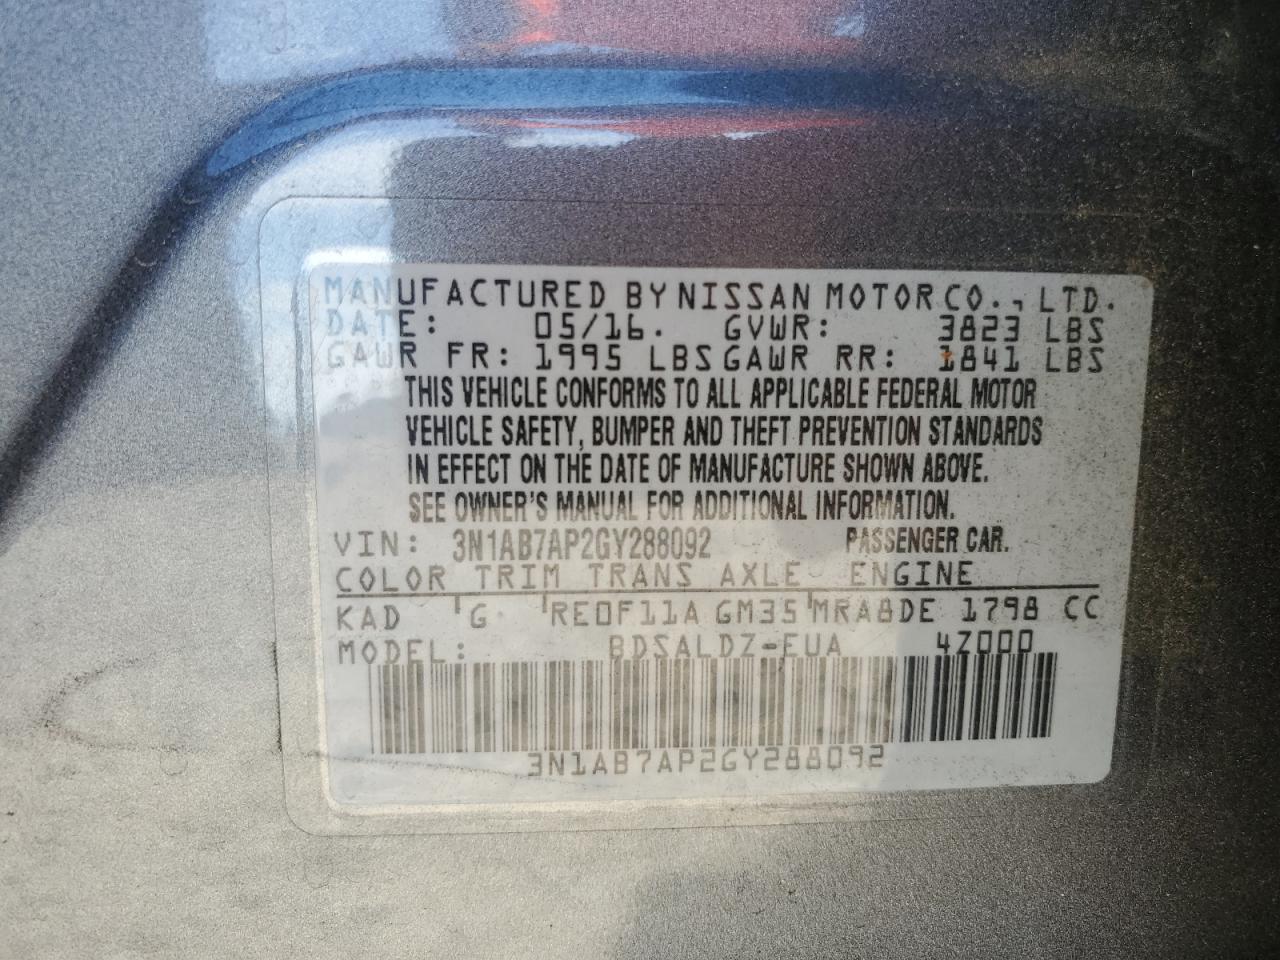 MANUFACTURED BY NISSAN MOTOR CO., LTD.
DATE: 05/16. GVWR: 3823 LBS
GAWR FR: 1995 LBS GAWR RR: 1841 LBS
THIS VEHICLE CONFORMS TO ALL APPLICABLE FEDERAL MOTOR
VEHICLE SAFETY, BUMPER AND THEFT PREVENTION STANDARDS
IN EFFECT ON THE DATE OF MANUFACTURE SHOWN ABOVE.
SEE OWNER'S MANUAL FOR ADDITIONAL INFORMATION.
VIN: 3N1AB7AP2GY288092 PASSENGER CAR.
COLOR TRIM TRANS AXLE ENGINE
KAD G RE0F11A GM35 MRA8DE 1798 CC
MODEL: BDSALDZ-EUA 4Z000
3N1AB7AP2GY288092